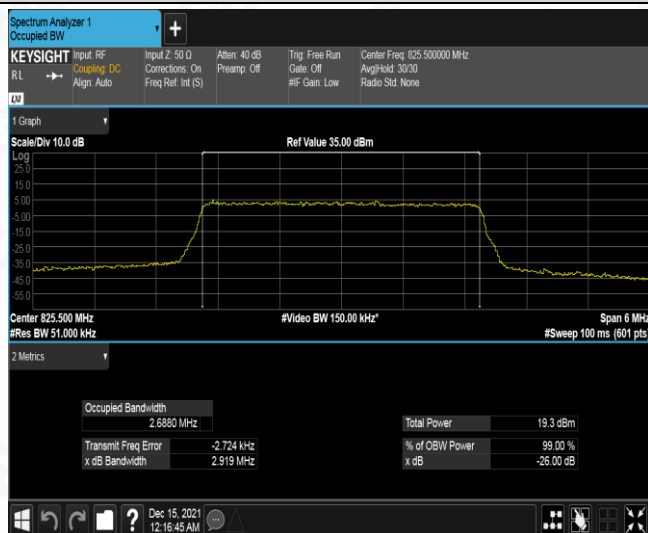 Spectrum Analyzer 1
Occupied BW
+
KEYSIGHT
RL
LXI
Input: RF
Coupling: DC
Align: Auto
Input Z: 50 Ω
Corrections: On
Freq Ref: Int (S)
Atten: 40 dB
Preamp: Off
Trig: Free Run
Gate: Off
#IF Gain: Low
Center Freq: 825.500000 MHz
Avg|Hold: 30/30
Radio Std: None
1 Graph
Scale/Div 10.0 dB
Ref Value 35.00 dBm
Log
25.0
15.0
5.00
-5.00
-15.0
-25.0
-35.0
-45.0
-55.0
Center 825.500 MHz
#Video BW 150.00 kHz*
Span 6 MHz
#Res BW 51.000 kHz
#Sweep 100 ms (601 pts)
2 Metrics
Occupied Bandwidth
2.6880 MHz
Total Power 19.3 dBm
Transmit Freq Error -2.724 kHz
% of OBW Power 99.00 %
x dB Bandwidth 2.919 MHz
x dB -26.00 dB
?
Dec 15, 2021
12:16:45 AM